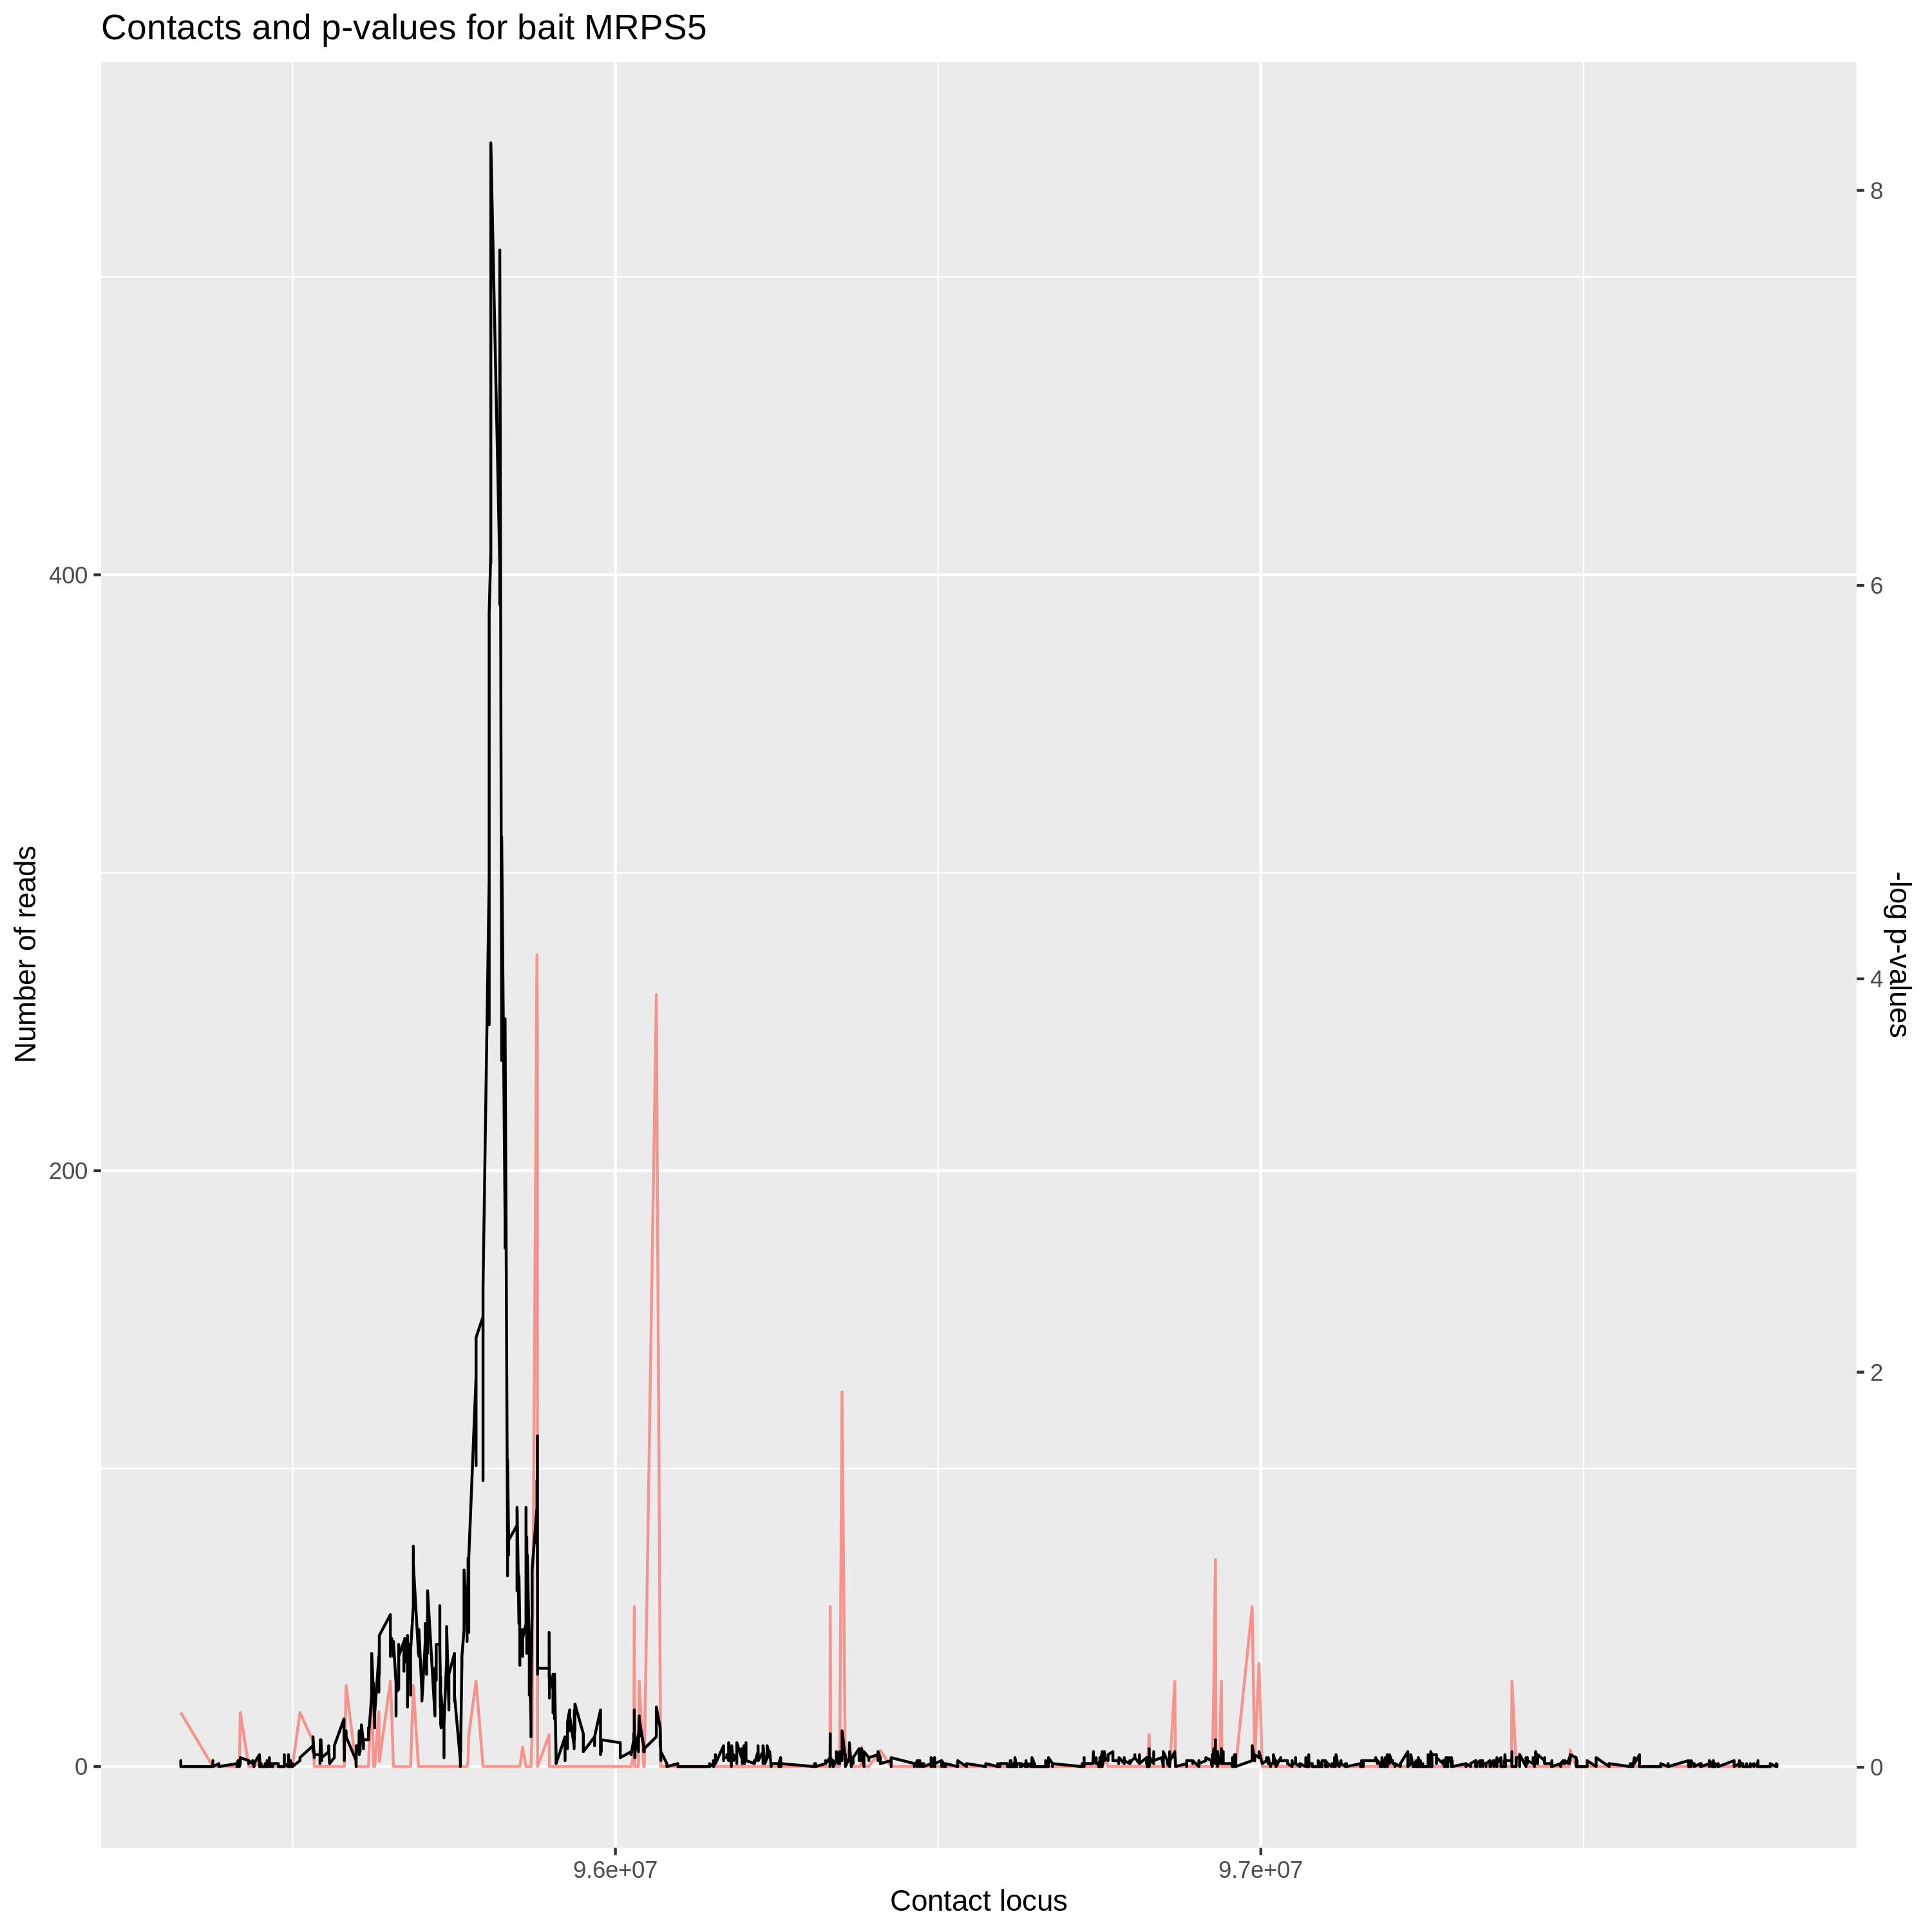 Contacts and p-values for bait MRPS5
Number of reads
400
200
0
8
6
4
2
0
-log p-values
9.6e+07
9.7e+07
Contact locus